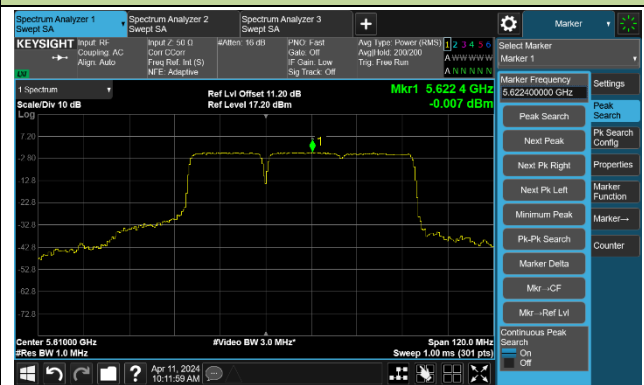 Spectrum Analyzer 1
Swept SA
Spectrum Analyzer 2
Swept SA
Spectrum Analyzer 3
Swept SA
+
Marker
KEYSIGHT
Input: RF
Coupling: AC
Align: Auto
Input Z: 50 Ω
Corr CCorr
Freq Ref: Int (S)
NFE: Adaptive
#Atten: 16 dB
PNO: Fast
Gate: Off
IF Gain: Low
Sig Track: Off
Avg Type: Power (RMS)
Avg|Hold: 200/200
Trig: Free Run
1 2 3 4 5 6
A W W W W W
A N N N N N
Select Marker
Marker 1
1 Spectrum
Scale/Div 10 dB
Log
Ref Lvl Offset 11.20 dB
Ref Level 17.20 dBm
Mkr1 5.622 4 GHz
-0.007 dBm
1
7.20
-2.80
-12.8
-22.8
-32.8
-42.8
-52.8
-62.8
-72.8
Center 5.61000 GHz
#Res BW 1.0 MHz
#Video BW 3.0 MHz*
Span 120.0 MHz
Sweep 1.00 ms (301 pts)
Marker Frequency
5.622400000 GHz
Peak Search
Next Peak
Next Pk Right
Next Pk Left
Minimum Peak
Pk-Pk Search
Marker Delta
Mkr→CF
Mkr→Ref Lvl
Continuous Peak
Search
On
Off
Settings
Peak
Search
Pk Search
Config
Properties
Marker
Function
Marker→
Counter
?
Apr 11, 2024
10:11:59 AM